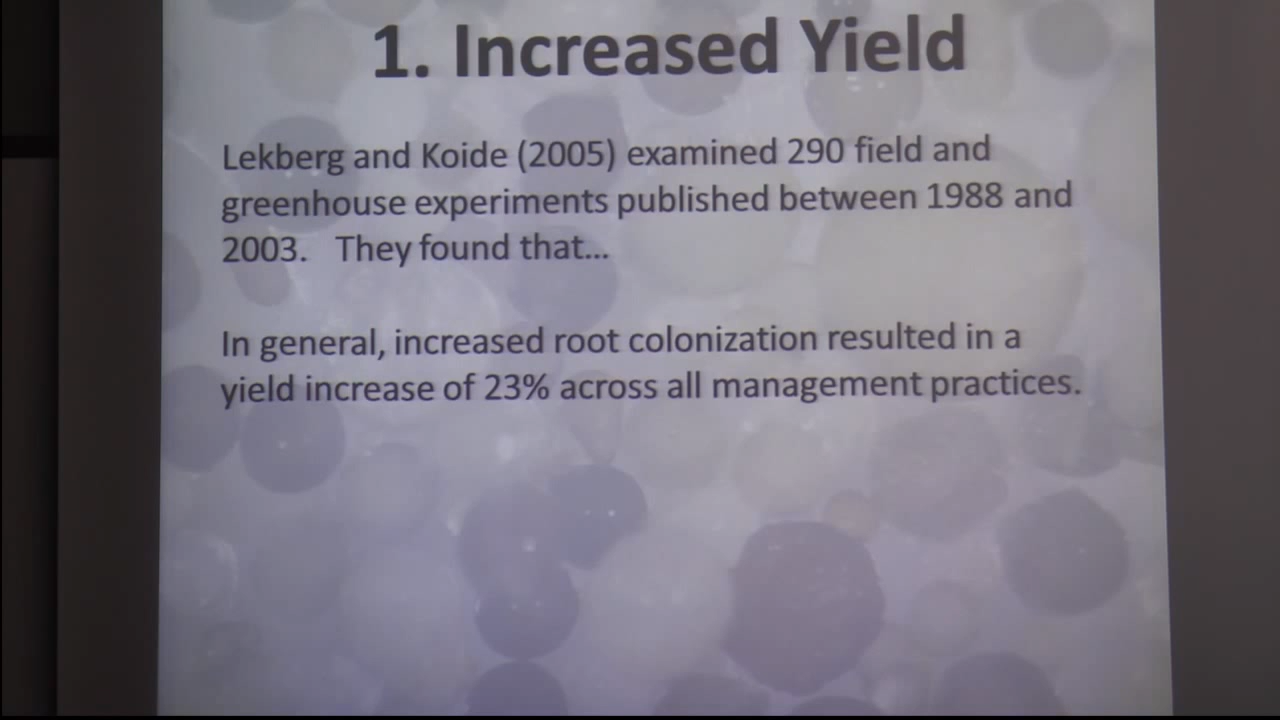 1. Increased Yield
Lekberg and Koide (2005) examined 290 field and
greenhouse experiments published between 1988 and
2003. They found that...
In general, increased root colonization resulted in a
yield increase of 23% across all management practices.